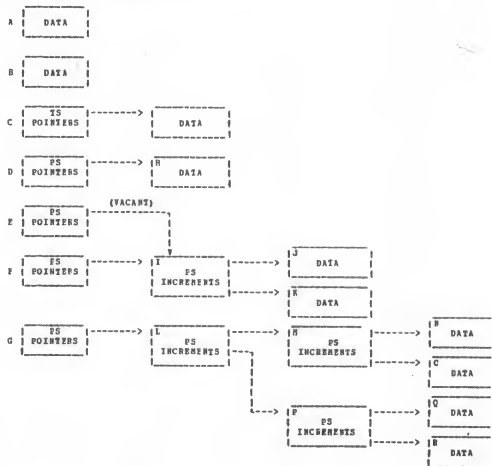 A DATA
B DATA
C TS
POINTERS
DATA
D PS
POINTERS
H
DATA
(VACANT)
E PS
POINTERS
F PS
POINTERS
I
PS
INCREMENTS
J
DATA
K
DATA
G PS
POINTERS
L
PS
INCREMENTS
M
PS
INCREMENTS
N
DATA
O
DATA
P
PS
INCREMENTS
Q
DATA
R
DATA